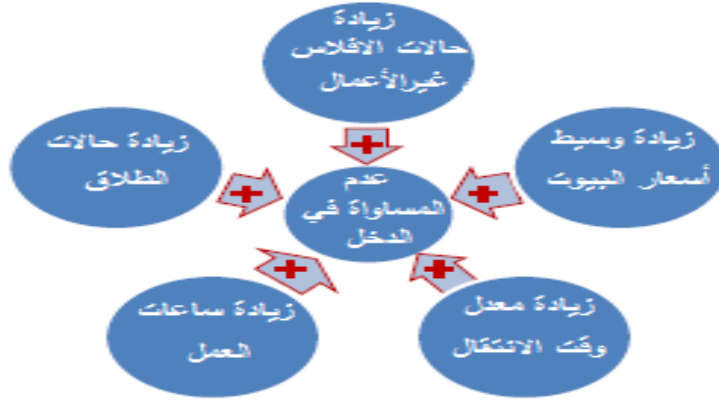 زيادة
حالات الافلاس
غيرالأعمال
زيادة وسيط
أسعار البيوت
زيادة حالات
الطلاق
عدم
المساواة في
الدخل
زيادة معدل
وقت الانتقال
زيادة ساعات
العمل